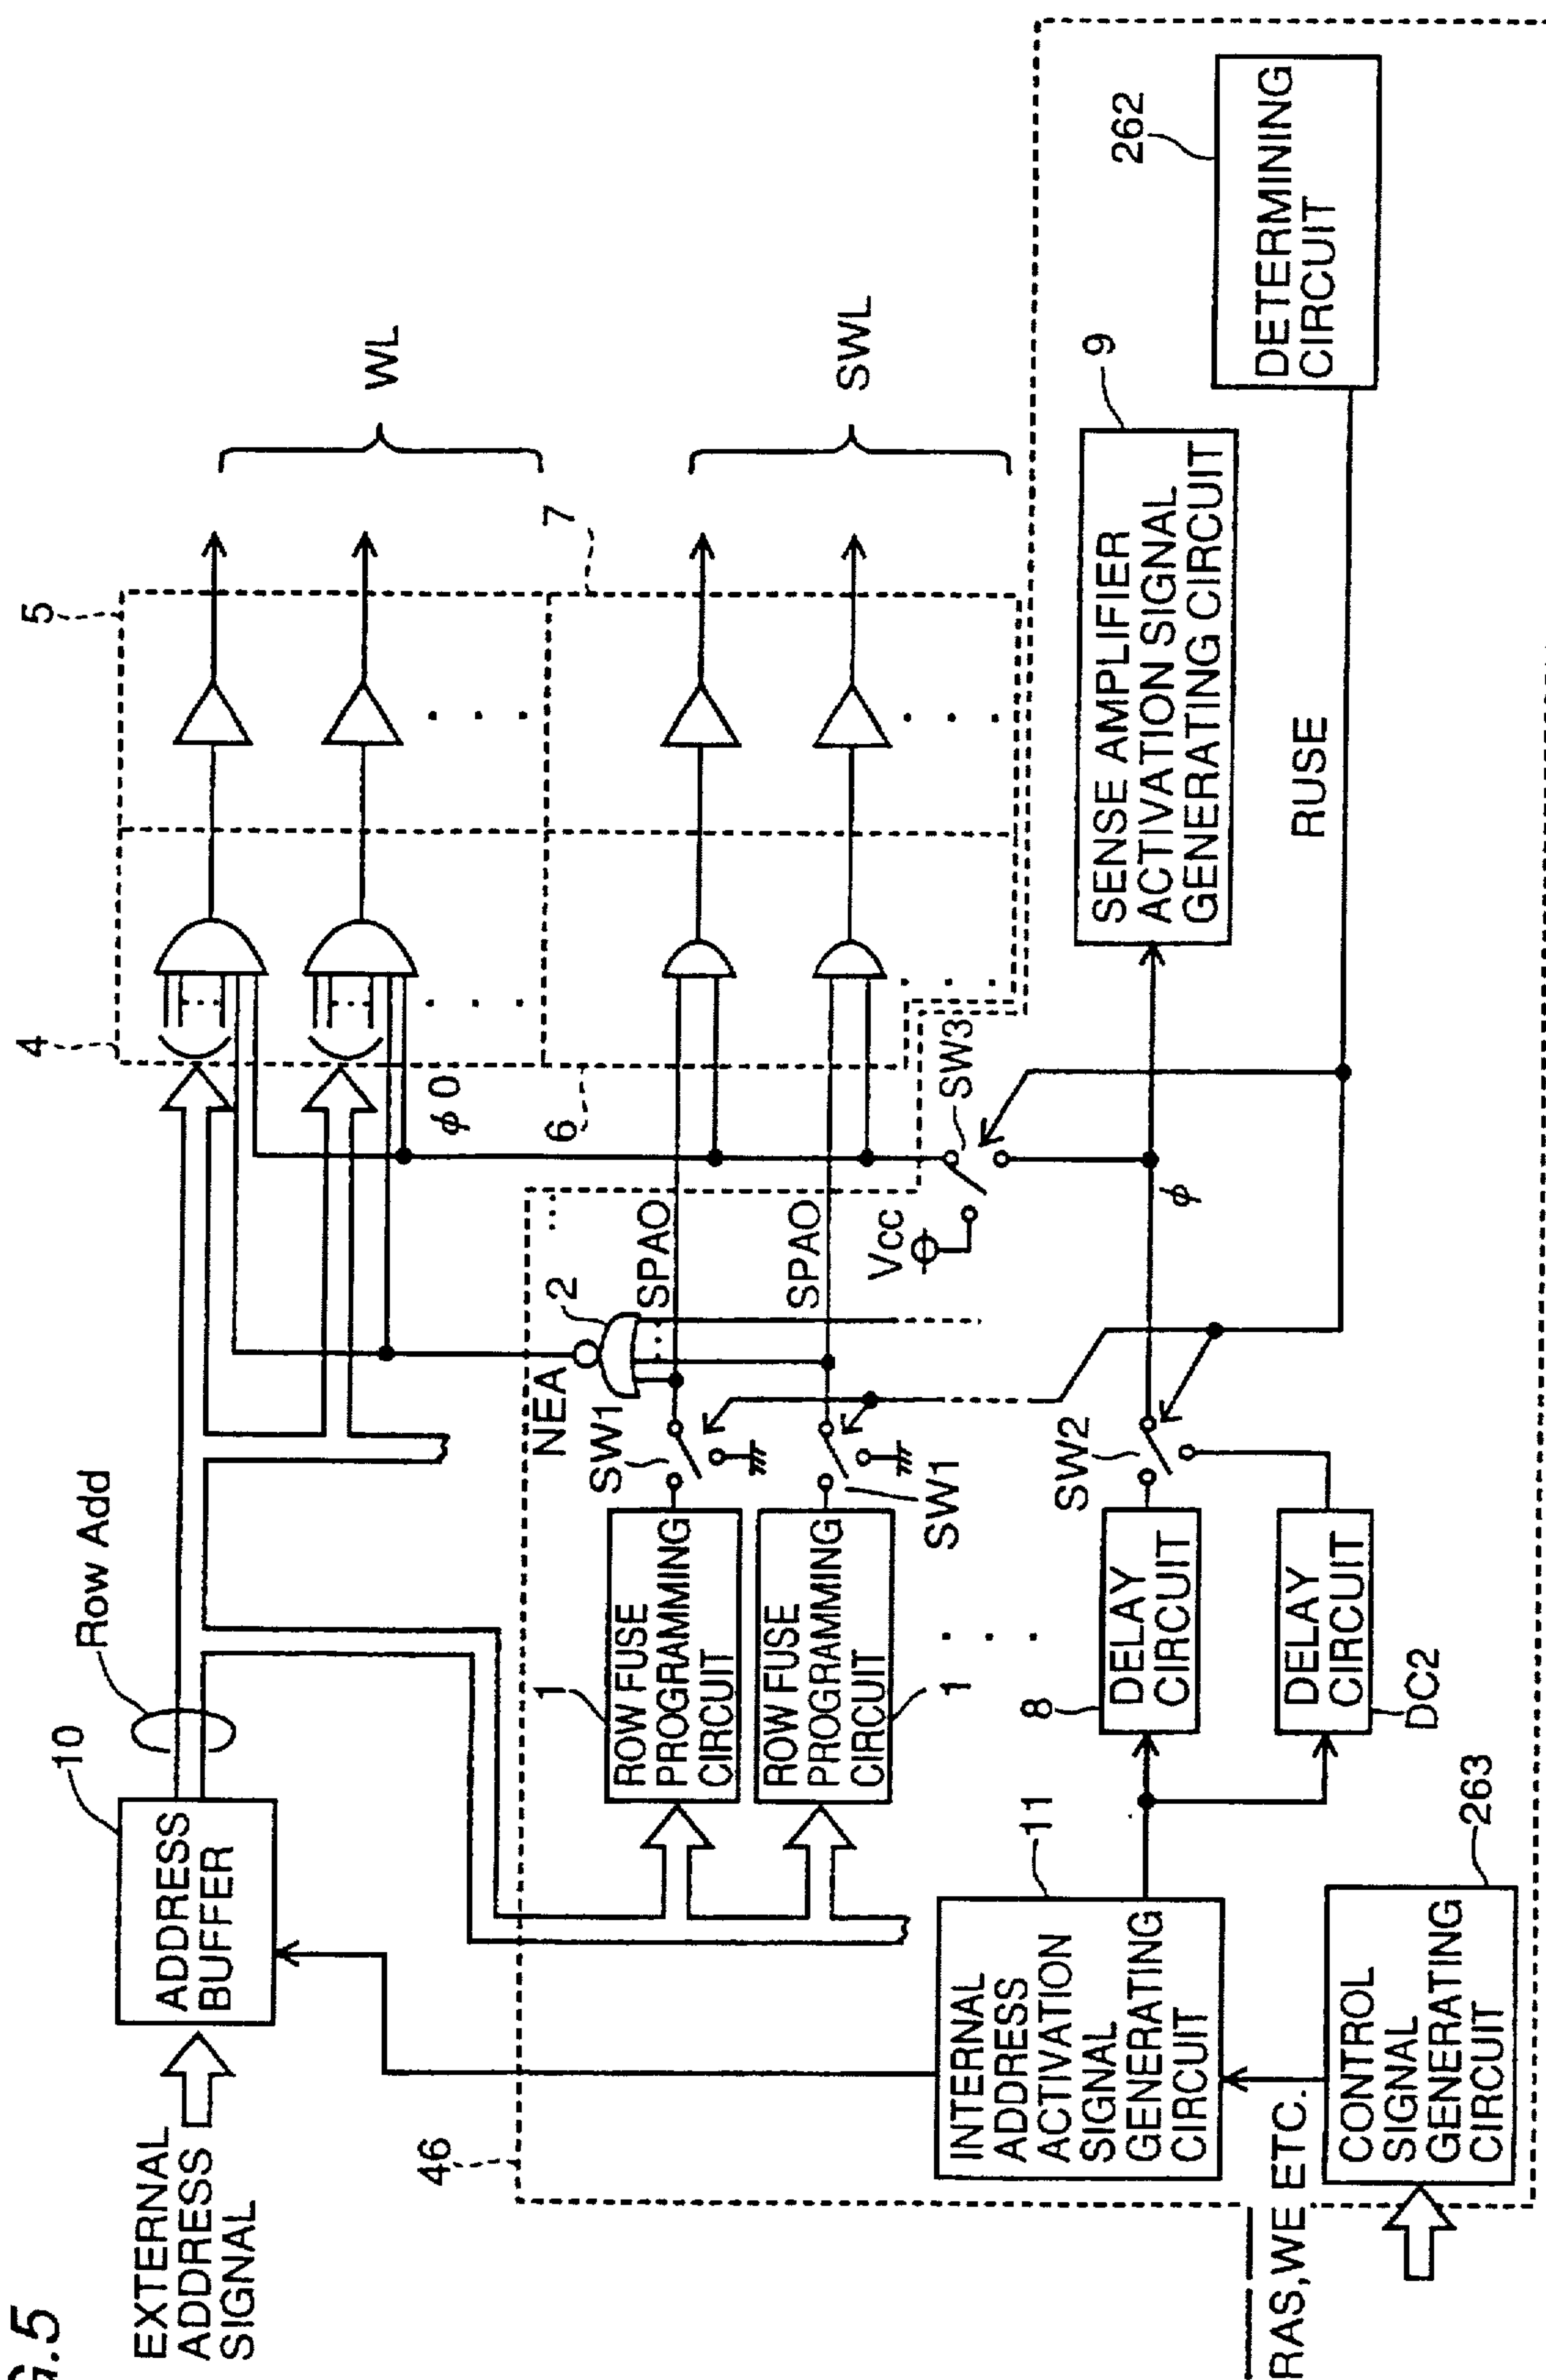 G.5
EXTERNAL
ADDRESS
SIGNAL
10
ADDRESS
BUFFER
Row Add
4
5
WL
φ0
6
7
SWL
46
NEA
2
SPAO
SPAO
SW1
SW1
1
ROW FUSE
PROGRAMMING
CIRCUIT
ROW FUSE
PROGRAMMING
CIRCUIT
1
Vcc
SW3
11
INTERNAL
ADDRESS
ACTIVATION
SIGNAL
GENERATING
CIRCUIT
8
DELAY
CIRCUIT
SW2
φ
9
SENSE AMPLIFIER
ACTIVATION SIGNAL
GENERATING CIRCUIT
262
DETERMINING
CIRCUIT
DELAY
CIRCUIT
DC2
RUSE
RAS,WE ETC.
CONTROL
SIGNAL
GENERATING
CIRCUIT
263